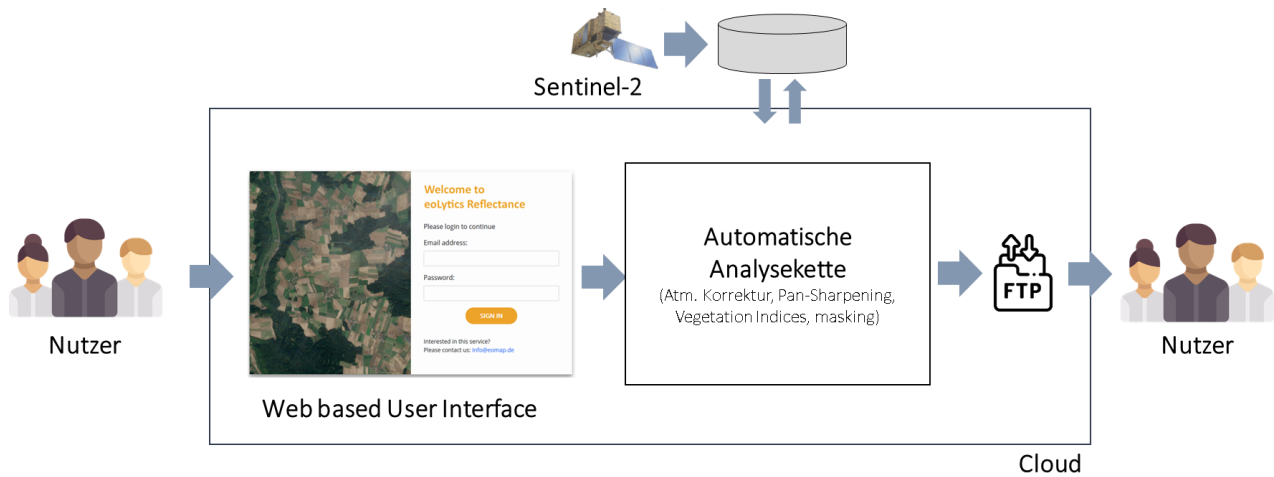 Sentinel-2
Welcome to
eoLytics Reflectance
Please login to continue
Email address:
Password:
SIGN IN
Interested in this service?
Please contact us: info@eomap.de
Automatische
Analysekette
(Atm. Korrektur, Pan-Sharpening,
Vegetation Indices, masking)
FTP
Nutzer
Nutzer
Web based User Interface
Cloud